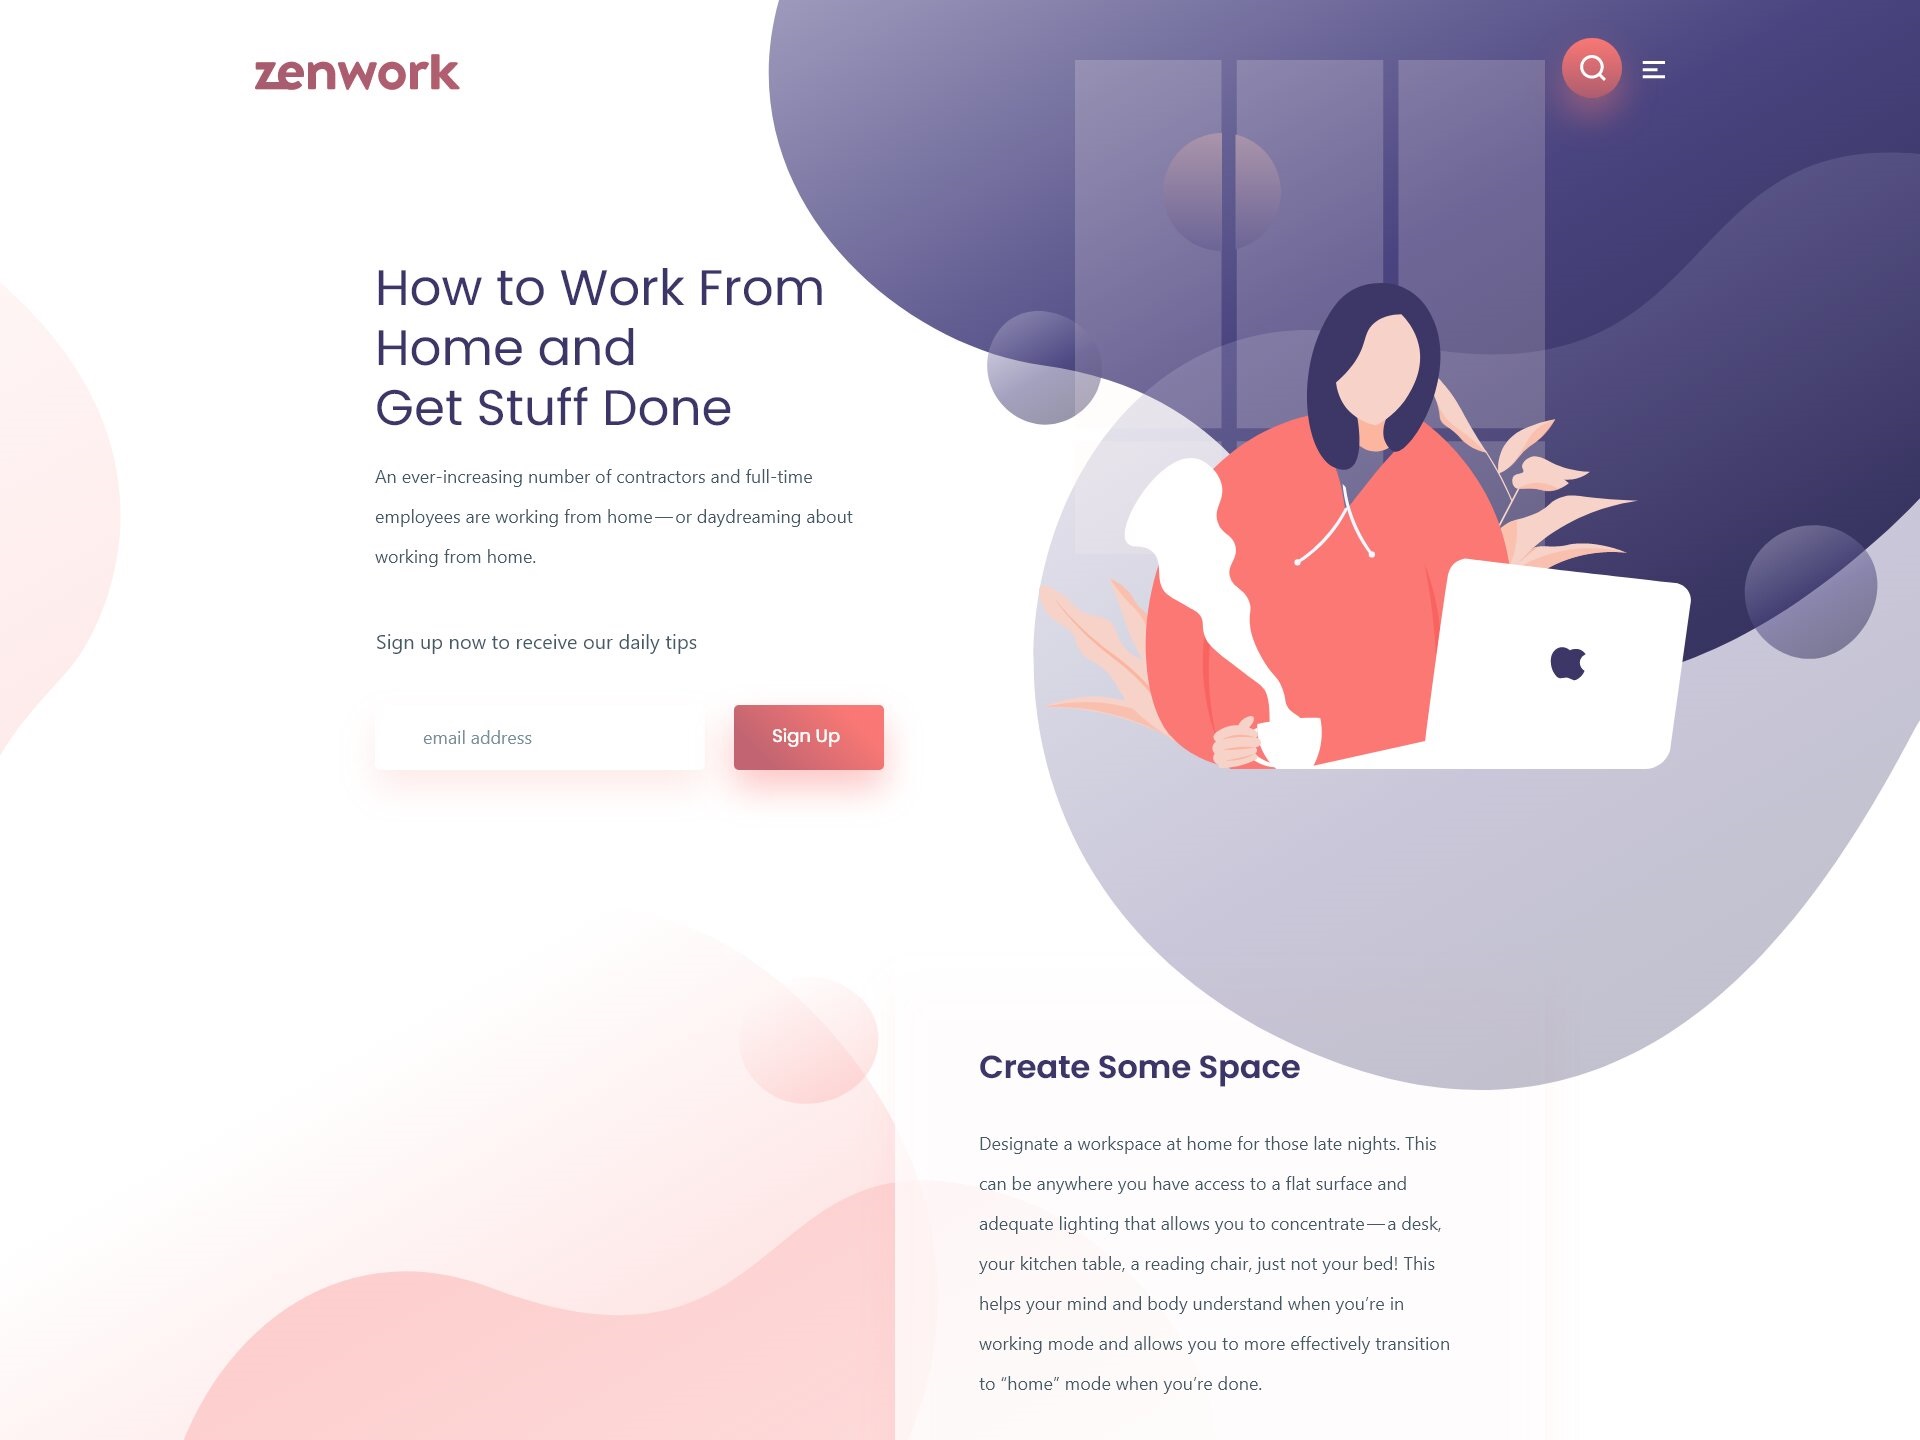 zenwork
How to Work From
Home and
Get Stuff Done
An ever-increasing number of contractors and full-time
employees are working from home — or daydreaming about
working from home.
Sign up now to receive our daily tips
email address
Sign Up
Create Some Space
Designate a workspace at home for those late nights. This
can be anywhere you have access to a flat surface and
adequate lighting that allows you to concentrate — a desk,
your kitchen table, a reading chair, just not your bed! This
helps your mind and body understand when you’re in
working mode and allows you to more effectively transition
to “home” mode when you’re done.